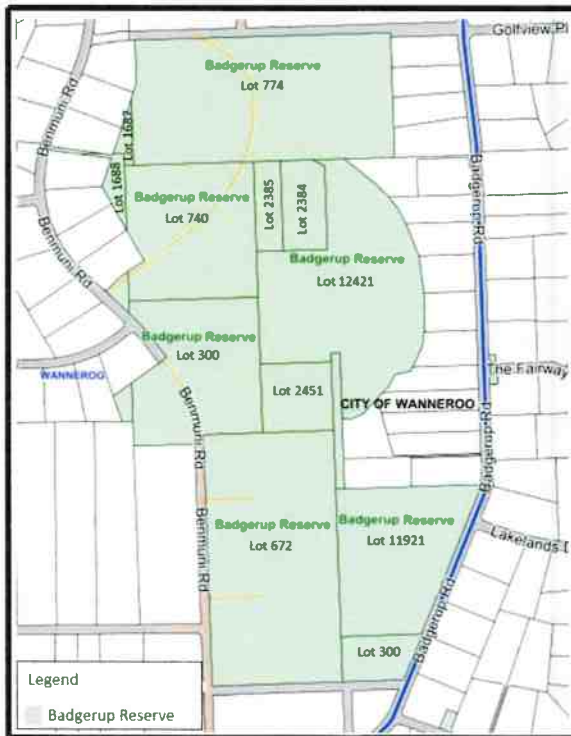 Golfview Pl
Badgerup Reserve
Lot 774
Benmuni Rd
Lot 1687
Lot 1688
Badgerup Reserve
Lot 740
Lot 2385
Lot 2384
Badgerup Rd
Badgerup Reserve
Lot 12421
Benmuni Rd
Badgerup Reserve
Lot 300
WANNEROO
The Fairway
Lot 2451
CITY OF WANNEROO
Benmuni Rd
Badgerup Rd
Badgerup Reserve
Lot 672
Badgerup Reserve
Lot 11921
Benmuni Rd
Lakelands D
Badgerup Rd
Lot 300
Legend
Badgerup Reserve